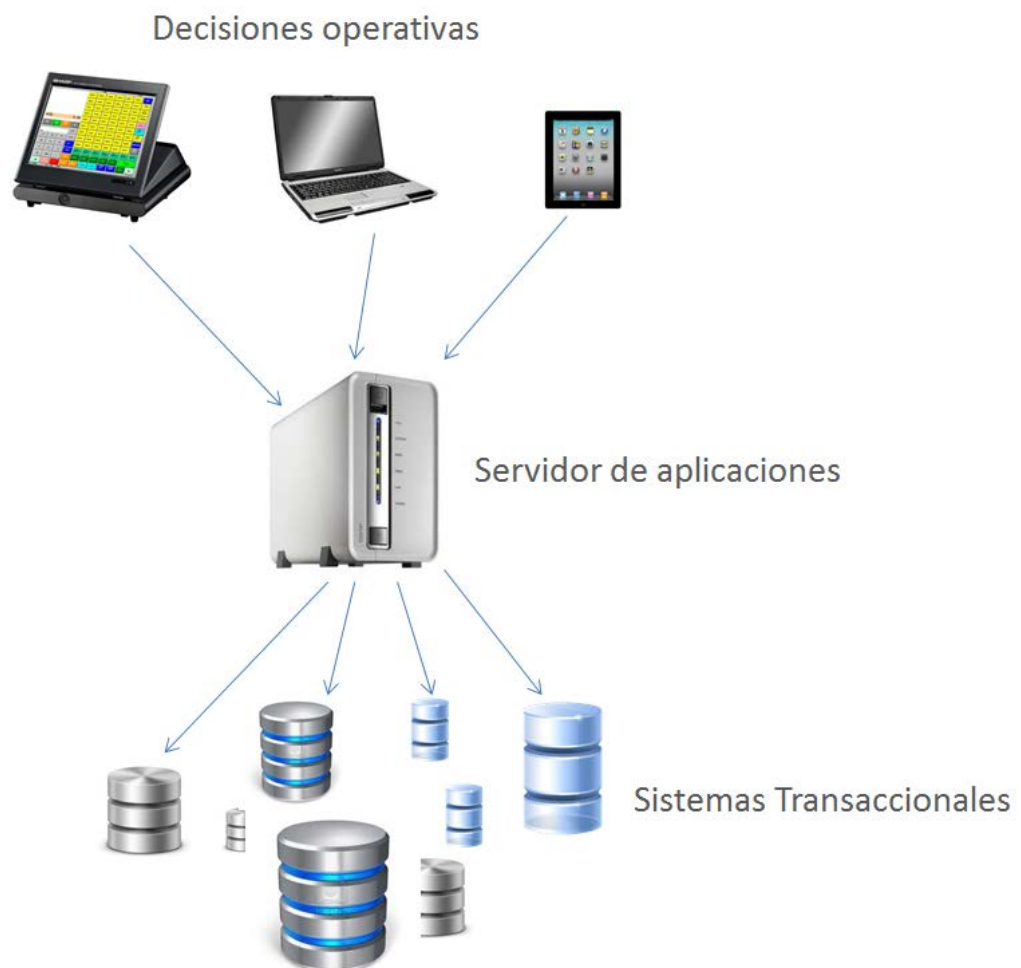 Decisiones operativas
Servidor de aplicaciones
Sistemas Transaccionales